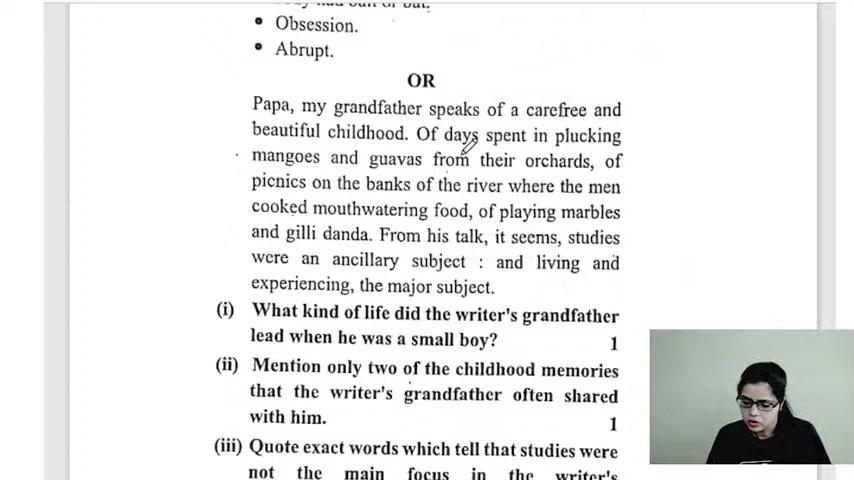 • Obsession.
• Abrupt.
OR
Papa, my grandfather speaks of a carefree and
beautiful childhood. Of days spent in plucking
mangoes and guavas from their orchards, of
picnics on the banks of the river where the men
cooked mouthwatering food, of playing marbles
and gilli danda. From his talk, it seems, studies
were an ancillary subject : and living and
experiencing, the major subject.
(i) What kind of life did the writer's grandfather
lead when he was a small boy? 1
(ii) Mention only two of the childhood memories
that the writer's grandfather often shared
with him. 1
(iii) Quote exact words which tell that studies were
not the main focus in the writer's